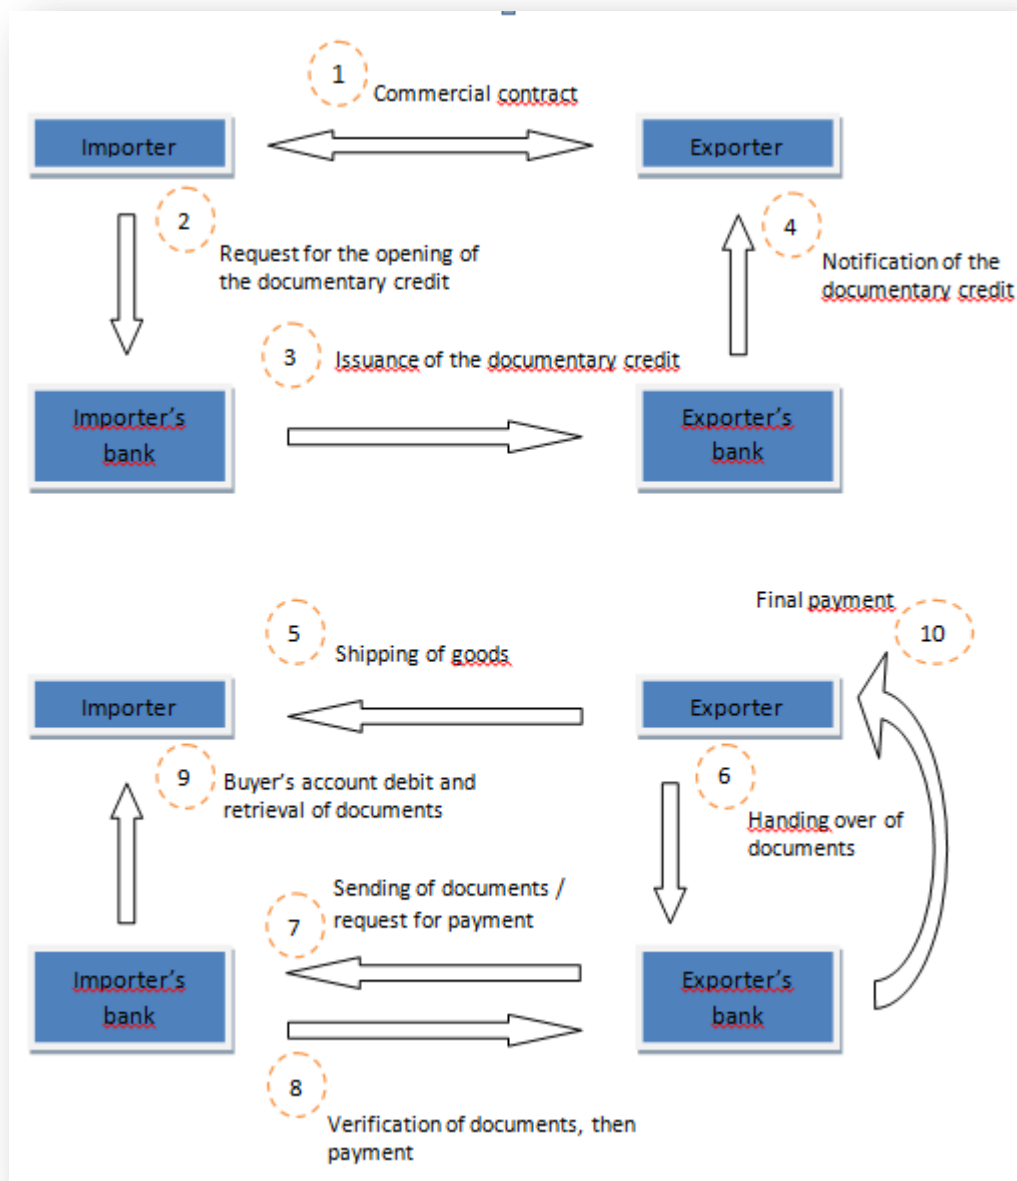 1
Commercial contract
Importer
Exporter
2
Request for the opening of
the documentary credit
4
Notification of the
documentary credit
3
Issuance of the documentary credit
Importer's
bank
Exporter's
bank
Final payment
10
5
Shipping of goods
Importer
Exporter
9
Buyer's account debit and
retrieval of documents
6
Handing over of
documents
Sending of documents /
request for payment
7
Importer's
bank
Exporter's
bank
8
Verification of documents, then
payment